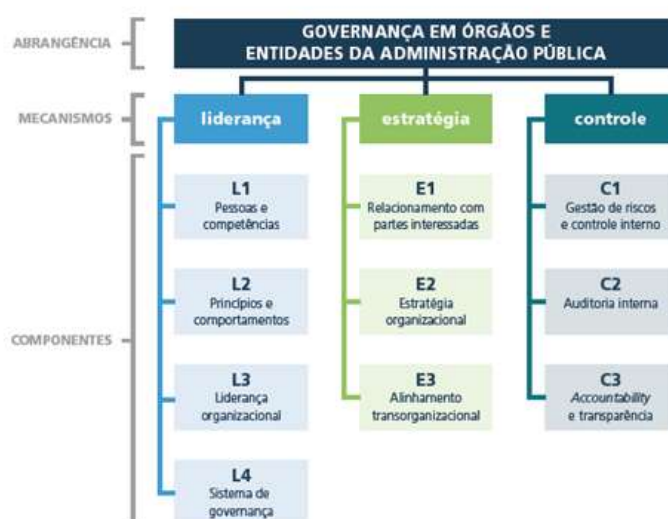 ABRANGÊNCIA
GOVERNANÇA EM ÓRGÃOS E
ENTIDADES DA ADMINISTRAÇÃO PÚBLICA
MECANISMOS
liderança
estratégia
controle
COMPONENTES
L1
Pessoas e
competências
E1
Relacionamento com
partes interessadas
C1
Gestão de riscos
e controle interno
L2
Princípios e
comportamentos
E2
Estratégia
organizacional
C2
Auditoria interna
L3
Liderança
organizacional
E3
Alinhamento
transorganizacional
C3
Accountability
e transparência
L4
Sistema de
governança